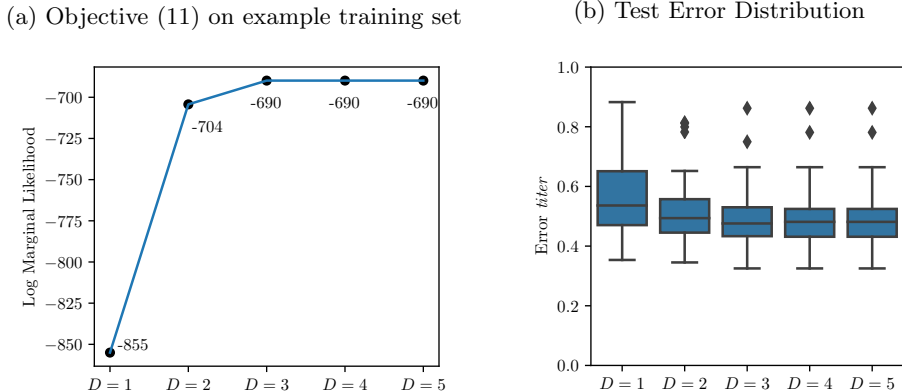 (a) Objective (11) on example training set
Log Marginal Likelihood
−700
−725
−750
−775
−800
−825
−850
-855
-704
-690
-690
-690
D = 1
D = 2
D = 3
D = 4
D = 5
(b) Test Error Distribution
Error titer
1.0
0.8
0.6
0.4
0.2
0.0
D = 1
D = 2
D = 3
D = 4
D = 5